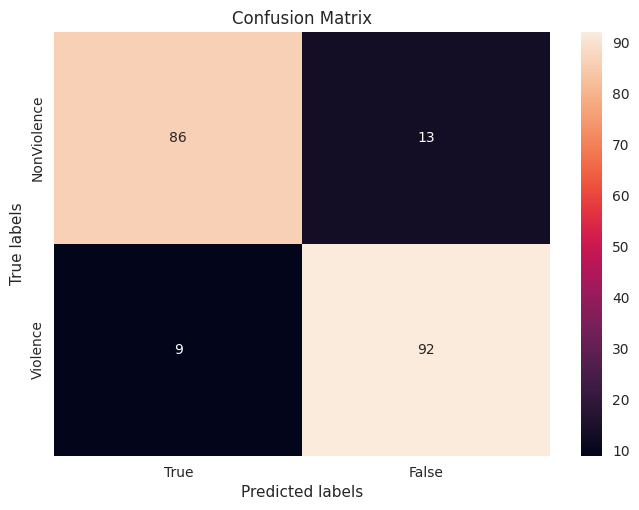 Confusion Matrix
True labels
NonViolence
Violence
86
13
9
92
True
False
Predicted labels
90
80
70
60
50
40
30
20
10